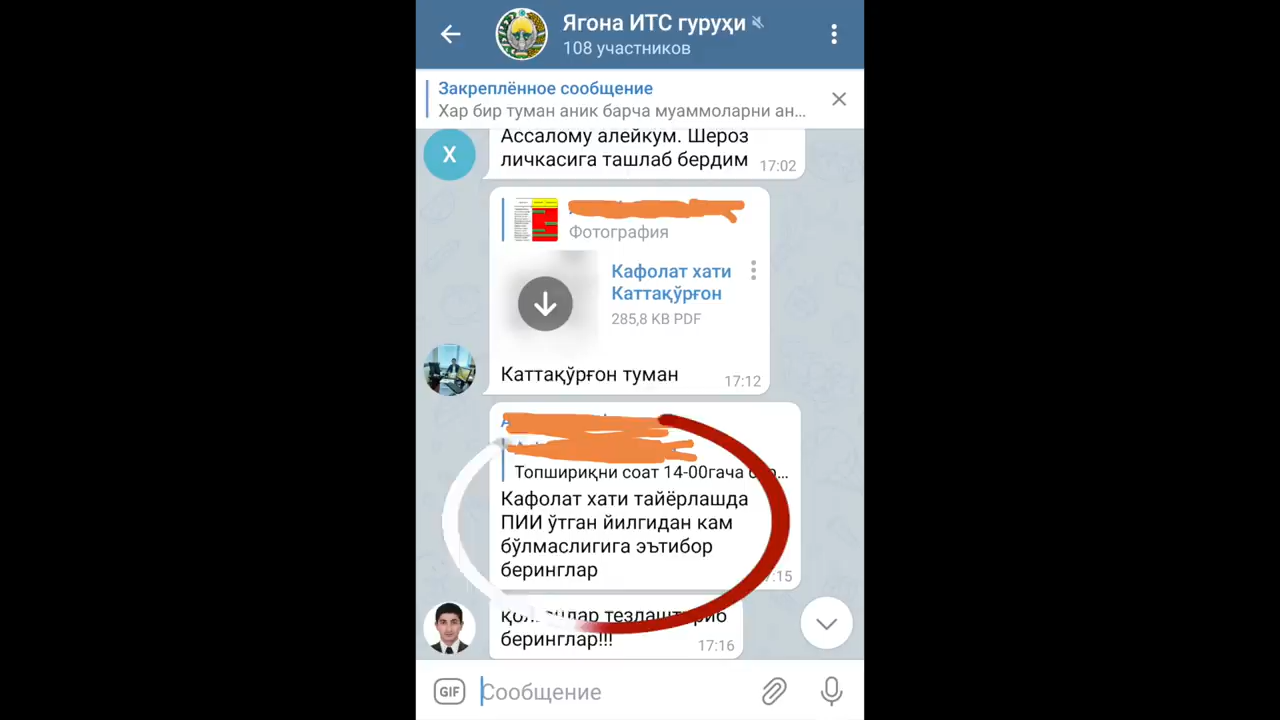 Ягона ИТС гуруҳи
108 участников
Закреплённое сообщение
Хар бир туман аник барча муаммоларни ан...
X
Ассалому алейкум. Шероз
личкасига ташлаб бердим
17:02
Фотография
Кафолат хати
Каттақўрғон
285,8 KB PDF
Каттақўрғон туман
17:12
Топшириқни соат 14-00гача
Кафолат хати тайёрлашда
ПИИ ўтган йилгидан кам
бўлмаслигига эътибор
беринглар
:15
тезлаштириб
беринглар!!!
17:16
GIF
Сообщение